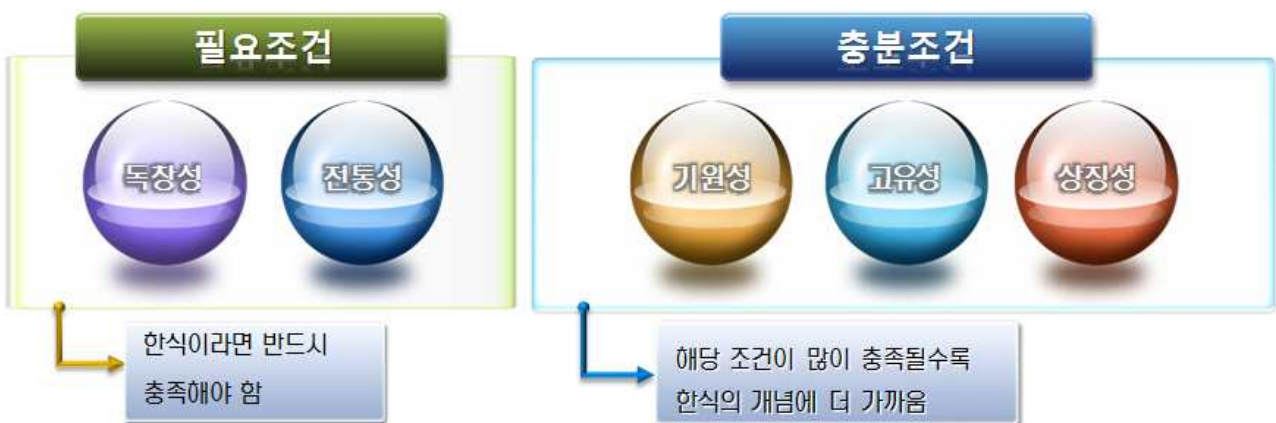 필요조건
독창성
전통성
한식이라면 반드시
충족해야 함
충분조건
기원성
고유성
상징성
해당 조건이 많이 충족될수록
한식의 개념에 더 가까움